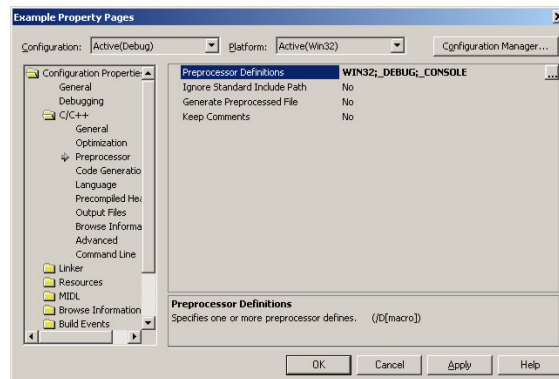 Example Property Pages
Configuration: Active(Debug) Platform: Active(Win32) Configuration Manager...
Configuration Propertie
General
Debugging
C/C++
General
Optimization
Preprocessor
Code Generatio
Language
Precompiled Hea
Output Files
Browse Informa
Advanced
Command Line
Linker
Resources
MIDL
Browse Information
Build Events
Preprocessor Definitions WIN32;_DEBUG;_CONSOLE ...
Ignore Standard Include Path No
Generate Preprocessed File No
Keep Comments No
Preprocessor Definitions
Specifies one or more preprocessor defines. (/D[macro])
OK Cancel Apply Help